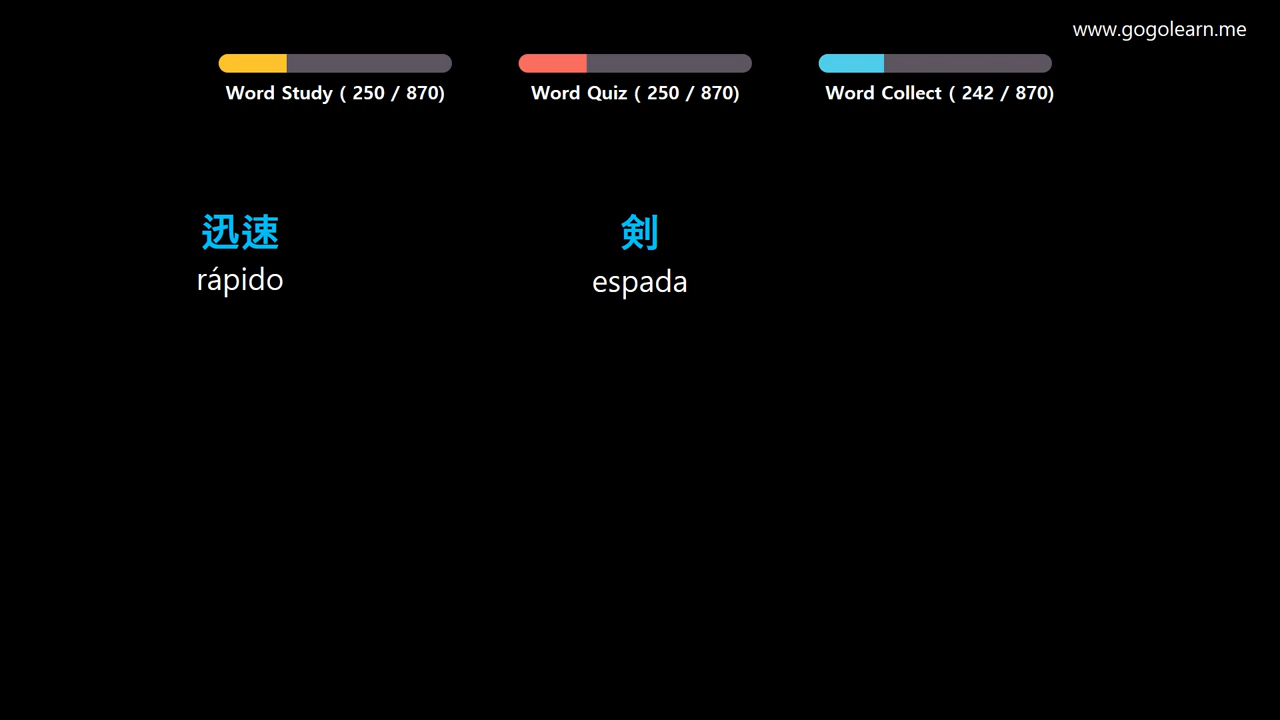 www.gogolearn.me
Word Study ( 250 / 870)
Word Quiz ( 250 / 870)
Word Collect ( 242 / 870)
迅速
rápido
剣
espada